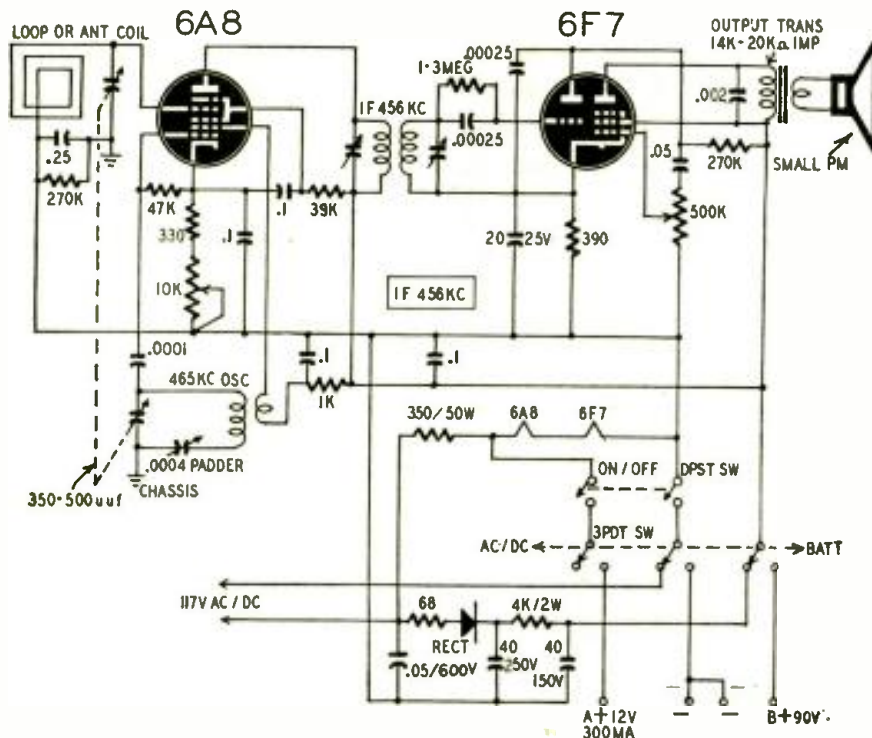 6A8
6F7
LOOP OR ANT COIL
OUTPUT TRANS
14K-20KΩ IMP
.00025
1-3MEG
IF 456 KC
.00025
.002
.05
270K
SMALL PM
.25
270K
47K
.1
39K
330
.1
10K
20
25V
390
500K
IF 456KC
.0001
.1
.1
465KC OSC
1K
.0004 PADDER
CHASSIS
350-500uuf
350/50W
6A8
6F7
ON/OFF
DPST SW
3PDT SW
AC/DC
BATT
117V AC/DC
68
4K/2W
RECT
.05/600V
40
250V
40
150V
A+12V
300MA
–
–
B+90V.